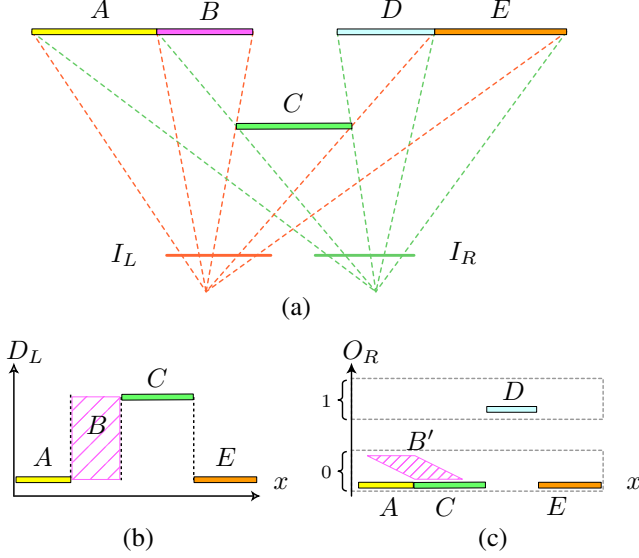 A B D E
C
I_L I_R
(a)
D_L C O_R
1 D
B B′
A E 0
x A C E x
(b) (c)